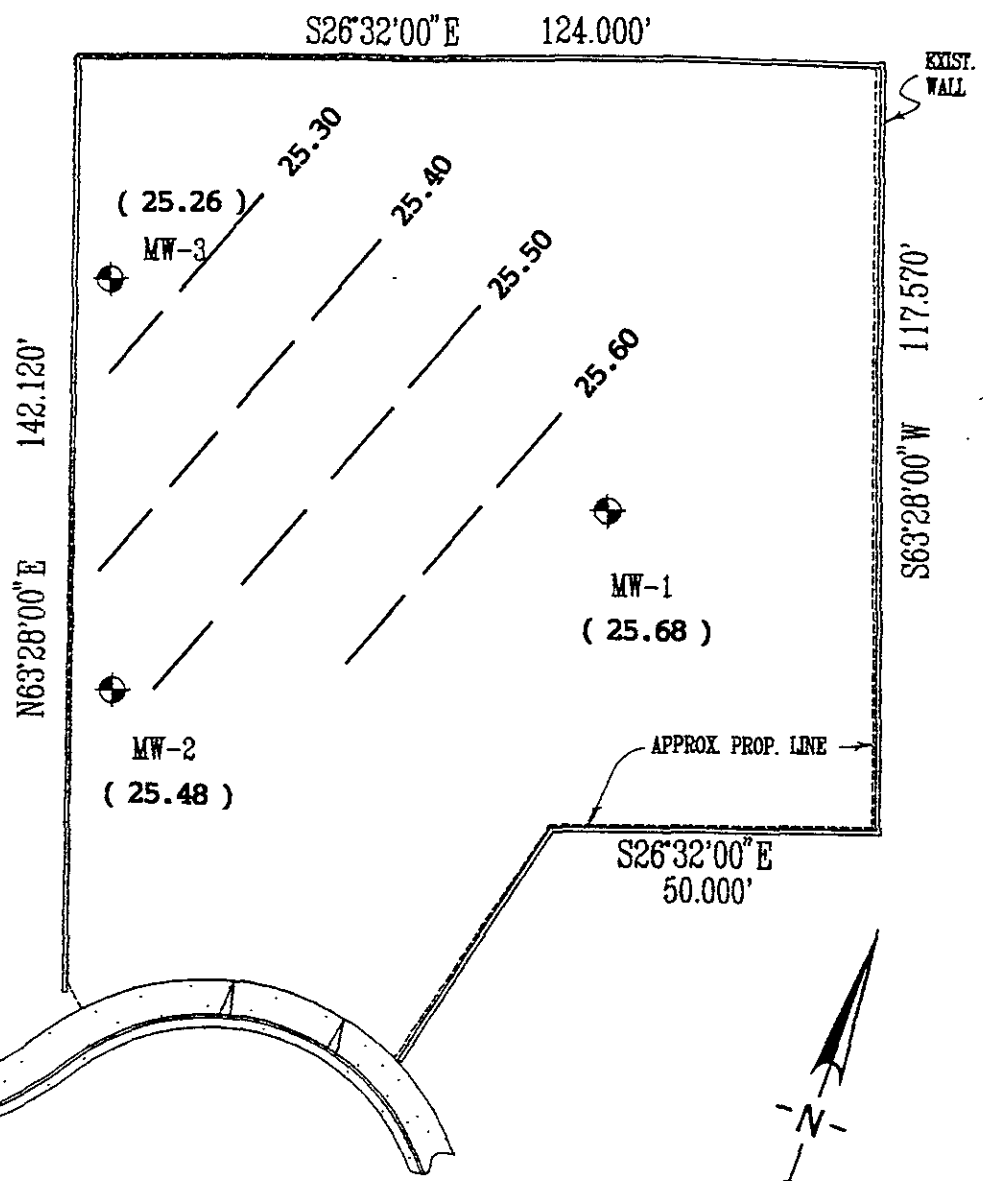 S26°32'00"E 124.000'
EXIST.
WALL
25.30
25.40
( 25.26 )
MW-3
25.50
117.570'
142.120'
25.60
S63°28'00"W
N63°28'00"E
MW-1
( 25.68 )
MW-2
( 25.48 )
APPROX. PROP. LINE
S26°32'00"E
50.000'
-N-